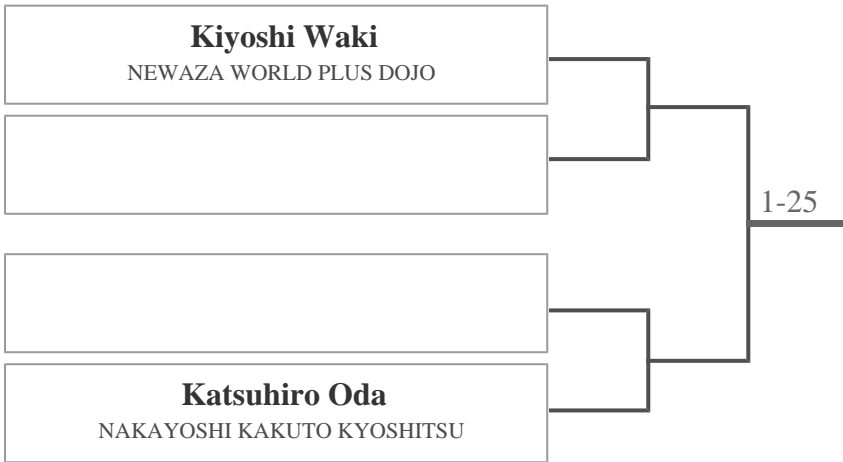 Kiyoshi Waki
NEWAZA WORLD PLUS DOJO
1-25
Katsuhiro Oda
NAKAYOSHI KAKUTO KYOSHITSU